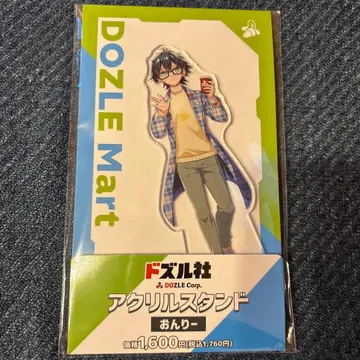 DOZLE Mart
ドズル社
DOZLE Corp.
アクリルスタンド
おんりー
価格1,600円(税込1,760円)